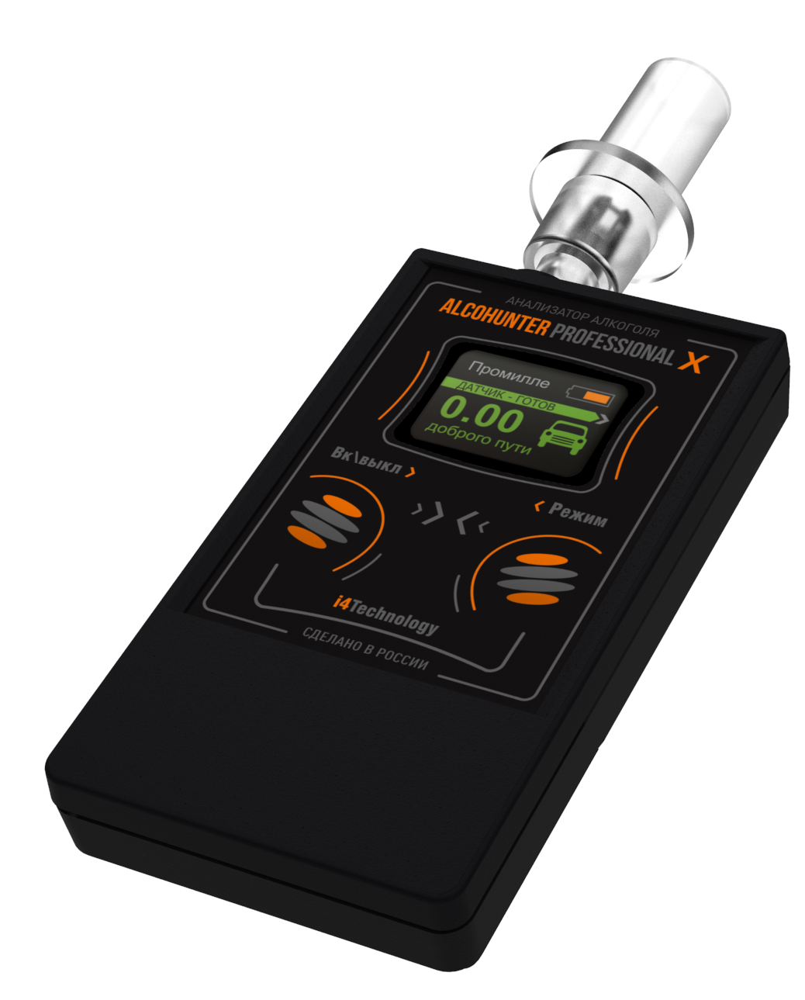 АНАЛИЗАТОР АЛКОГОЛЯ
ALCOHUNTER PROFESSIONAL X
Промилле
ДАТЧИК - ГОТОВ
0.00
доброго пути
Вк\выкл
Режим
i4Technology
СДЕЛАНО В РОССИИ